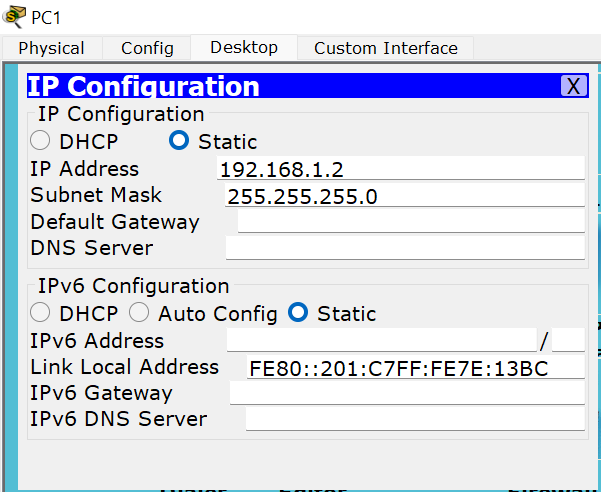 PC1
Physical Config Desktop Custom Interface
IP Configuration X
IP Configuration
DHCP Static
IP Address 192.168.1.2
Subnet Mask 255.255.255.0
Default Gateway
DNS Server
IPv6 Configuration
DHCP Auto Config Static
IPv6 Address /
Link Local Address FE80::201:C7FF:FE7E:13BC
IPv6 Gateway
IPv6 DNS Server